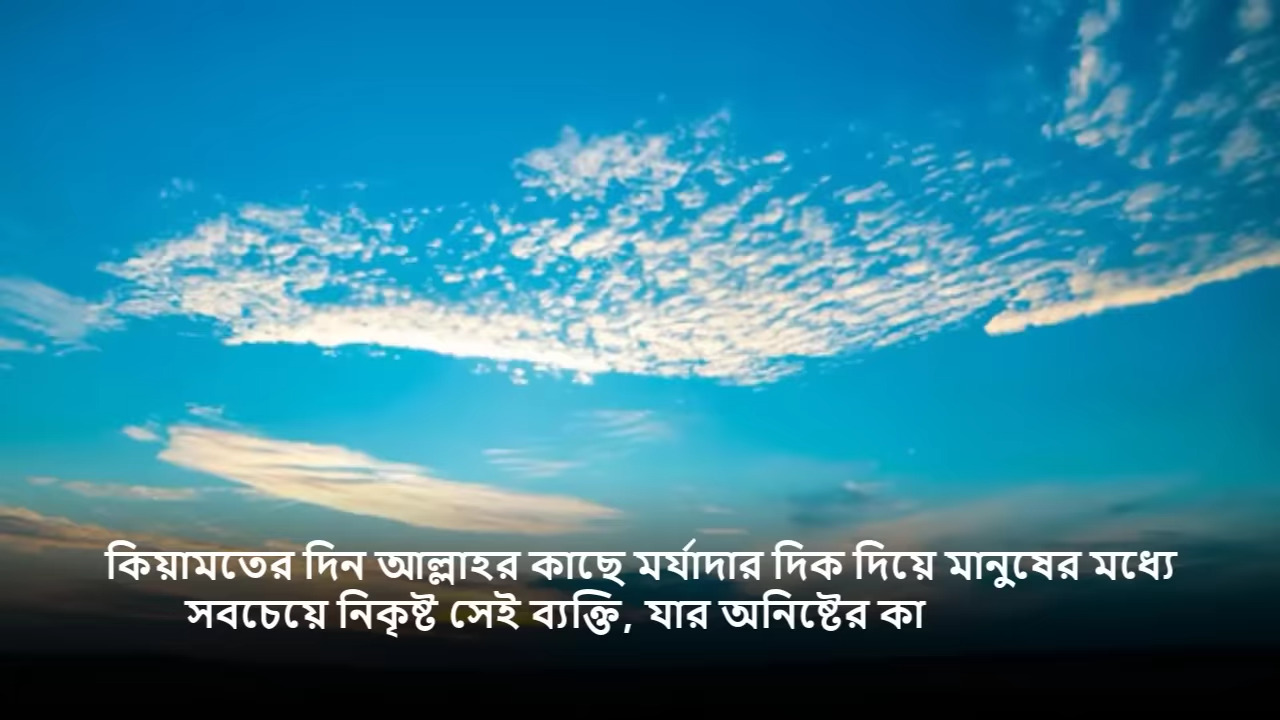 কিয়ামতের দিন আল্লাহর কাছে মর্যাদার দিক দিয়ে মানুষের মধ্যে
সবচেয়ে নিকৃষ্ট সেই ব্যক্তি, যার অনিষ্টের কা